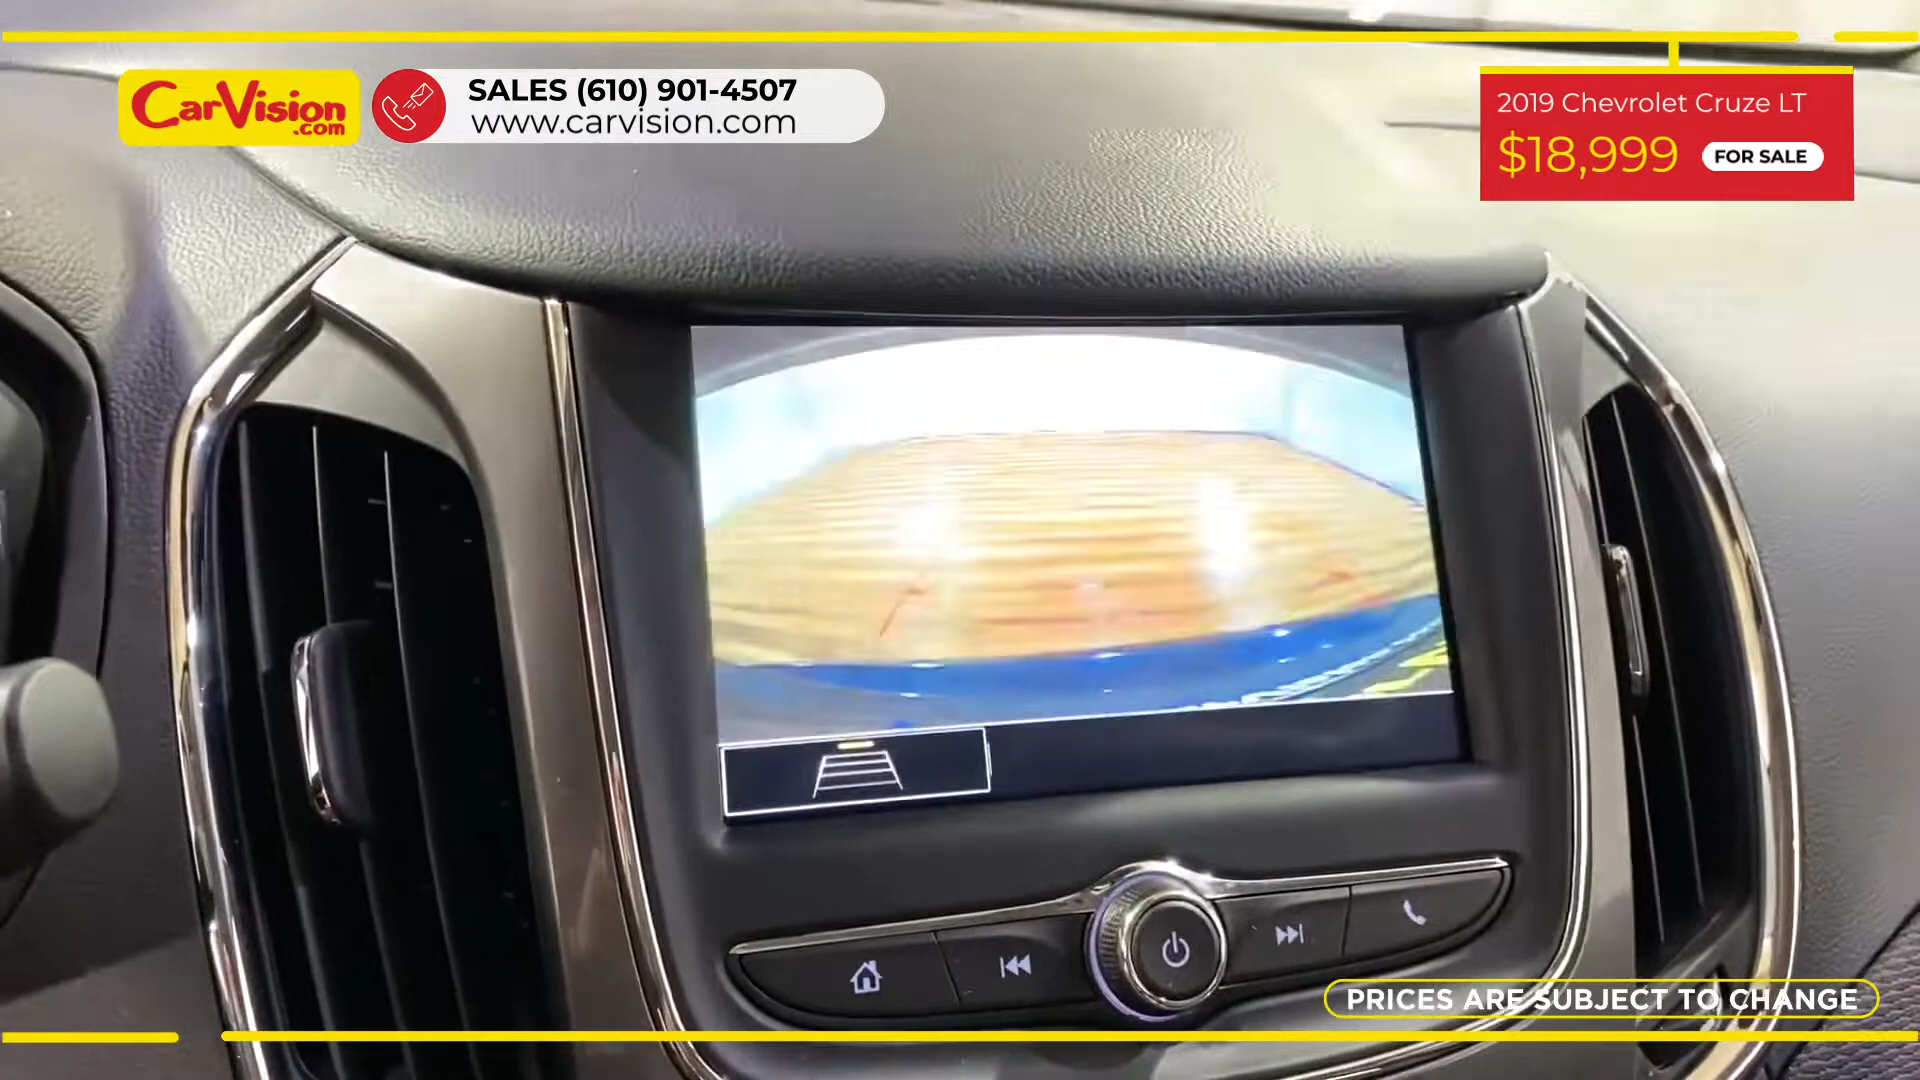 CarVision
.com
SALES (610) 901-4507
www.carvision.com
2019 Chevrolet Cruze LT
$18,999
FOR SALE
PRICES ARE SUBJECT TO CHANGE